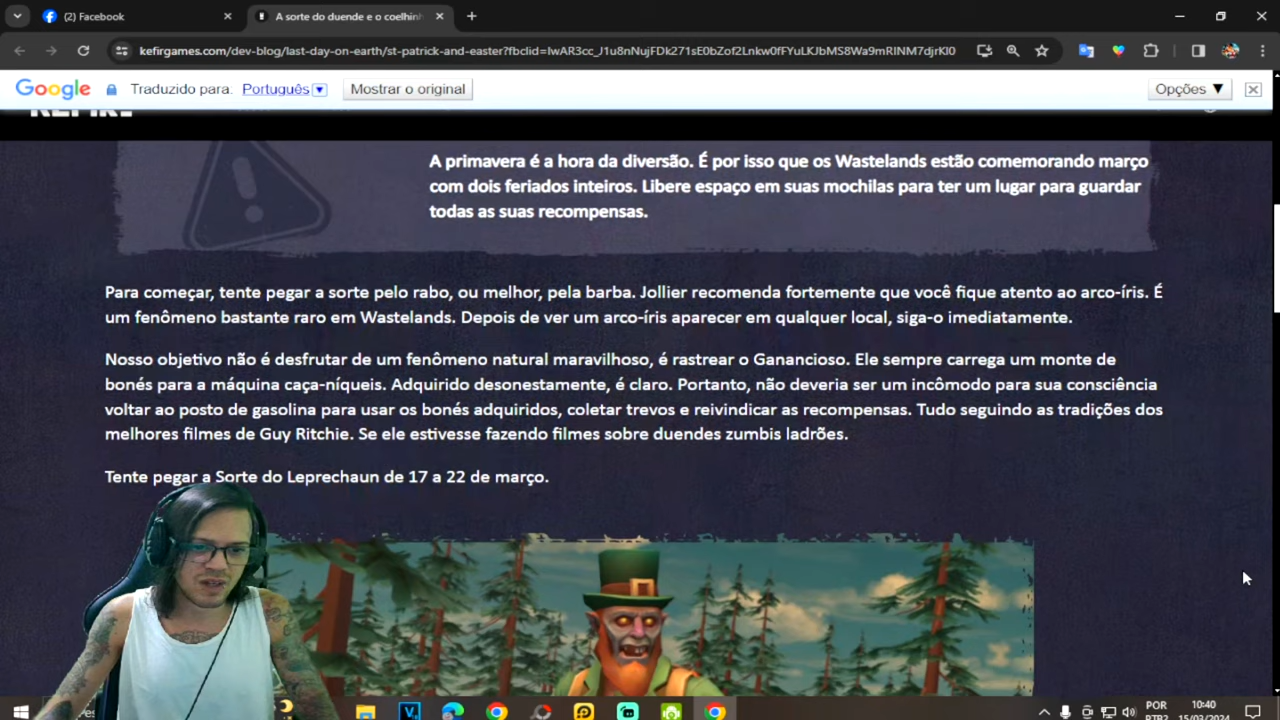 (2) Facebook
A sorte do duende e o coelhinh
kefirgames.com/dev-blog/last-day-on-earth/st-patrick-and-easter?fbclid=IwAR3cc_J1u8nNujFDk271sE0bZof2Lnkw0fFYuLKJbMS8Wa9mRINM7djrKl0
Google Traduzido para: Português Mostrar o original Opções
A primavera é a hora da diversão. É por isso que os Wastelands estão comemorando março
com dois feriados inteiros. Libere espaço em suas mochilas para ter um lugar para guardar
todas as suas recompensas.
Para começar, tente pegar a sorte pelo rabo, ou melhor, pela barba. Jollier recomenda fortemente que você fique atento ao arco-íris. É
um fenômeno bastante raro em Wastelands. Depois de ver um arco-íris aparecer em qualquer local, siga-o imediatamente.
Nosso objetivo não é desfrutar de um fenômeno natural maravilhoso, é rastrear o Ganancioso. Ele sempre carrega um monte de
bonés para a máquina caça-níqueis. Adquirido desonestamente, é claro. Portanto, não deveria ser um incômodo para sua consciência
voltar ao posto de gasolina para usar os bonés adquiridos, coletar trevos e reivindicar as recompensas. Tudo seguindo as tradições dos
melhores filmes de Guy Ritchie. Se ele estivesse fazendo filmes sobre duendes zumbis ladrões.
Tente pegar a Sorte do Leprechaun de 17 a 22 de março.
POR
10:40
PTB2
15/03/2024